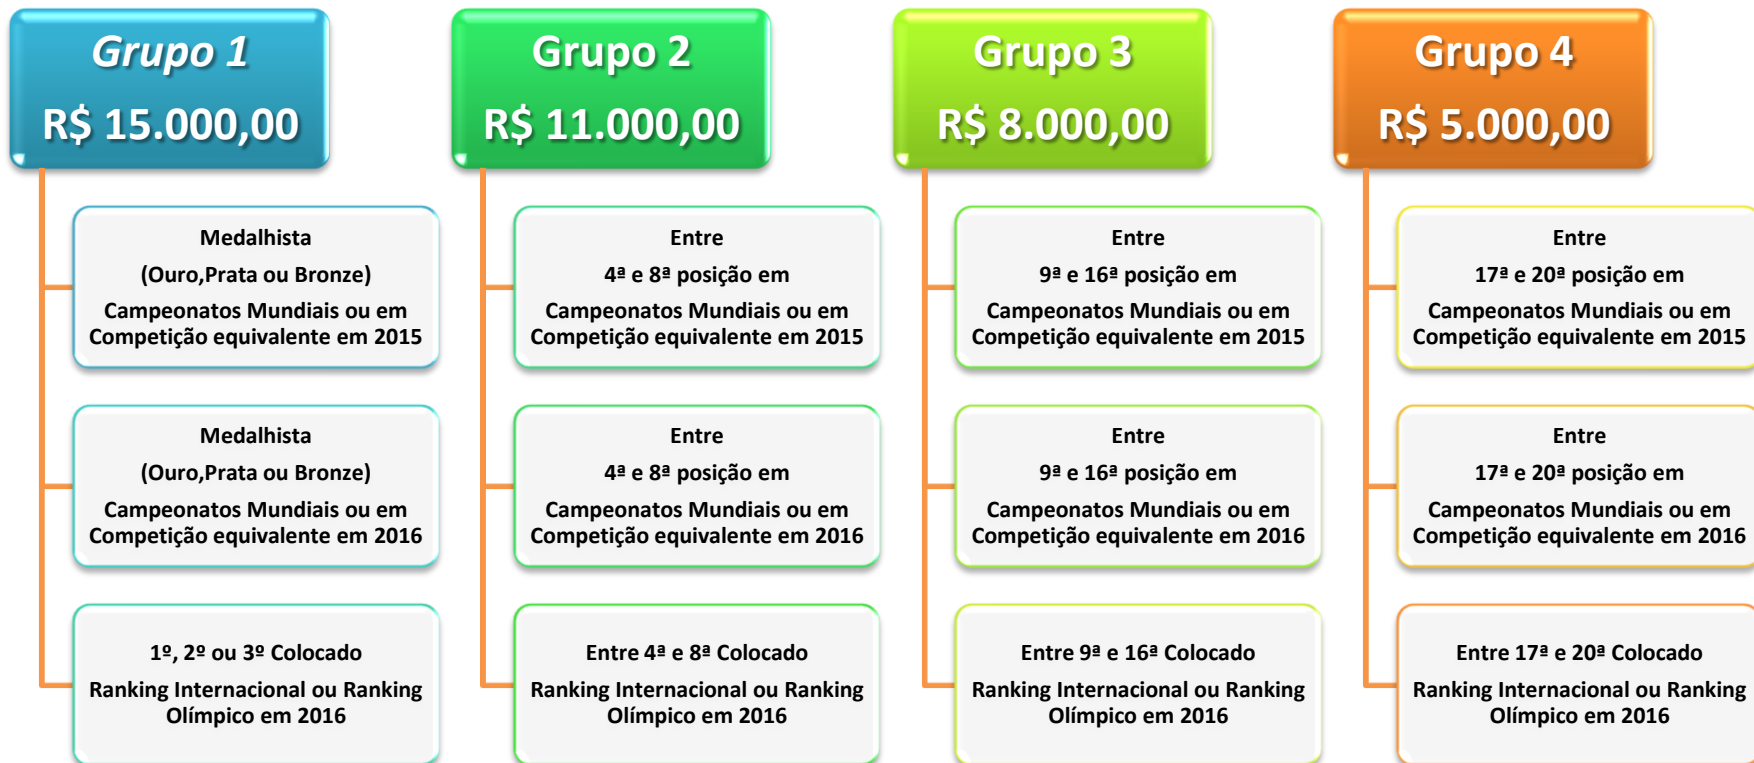 Grupo 1
R$ 15.000,00
Medalhista
(Ouro,Prata ou Bronze)
Campeonatos Mundiais ou em
Competição equivalente em 2015
Medalhista
(Ouro,Prata ou Bronze)
Campeonatos Mundiais ou em
Competição equivalente em 2016
1º, 2º ou 3º Colocado
Ranking Internacional ou Ranking
Olímpico em 2016
Grupo 2
R$ 11.000,00
Entre
4ª e 8ª posição em
Campeonatos Mundiais ou em
Competição equivalente em 2015
Entre
4ª e 8ª posição em
Campeonatos Mundiais ou em
Competição equivalente em 2016
Entre 4ª e 8ª Colocado
Ranking Internacional ou Ranking
Olímpico em 2016
Grupo 3
R$ 8.000,00
Entre
9ª e 16ª posição em
Campeonatos Mundiais ou em
Competição equivalente em 2015
Entre
9ª e 16ª posição em
Campeonatos Mundiais ou em
Competição equivalente em 2016
Entre 9ª e 16ª Colocado
Ranking Internacional ou Ranking
Olímpico em 2016
Grupo 4
R$ 5.000,00
Entre
17ª e 20ª posição em
Campeonatos Mundiais ou em
Competição equivalente em 2015
Entre
17ª e 20ª posição em
Campeonatos Mundiais ou em
Competição equivalente em 2016
Entre 17ª e 20ª Colocado
Ranking Internacional ou Ranking
Olímpico em 2016